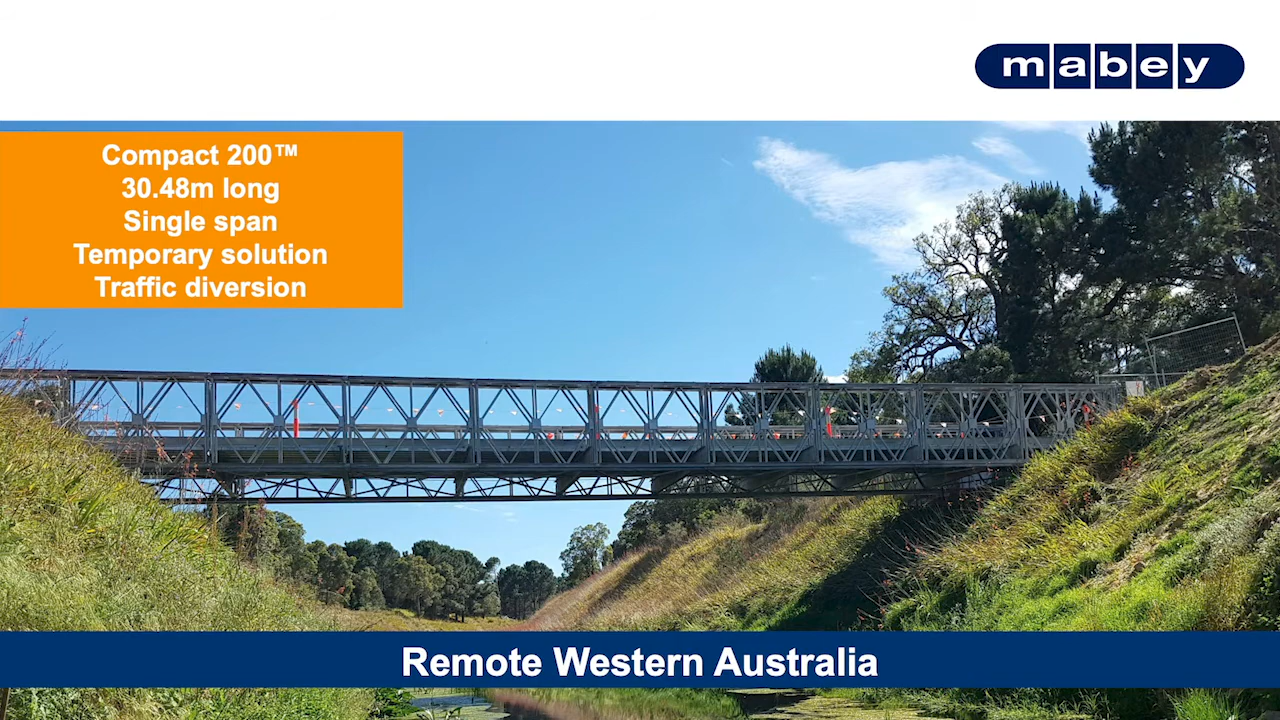 mabey
Compact 200™
30.48m long
Single span
Temporary solution
Traffic diversion
Remote Western Australia